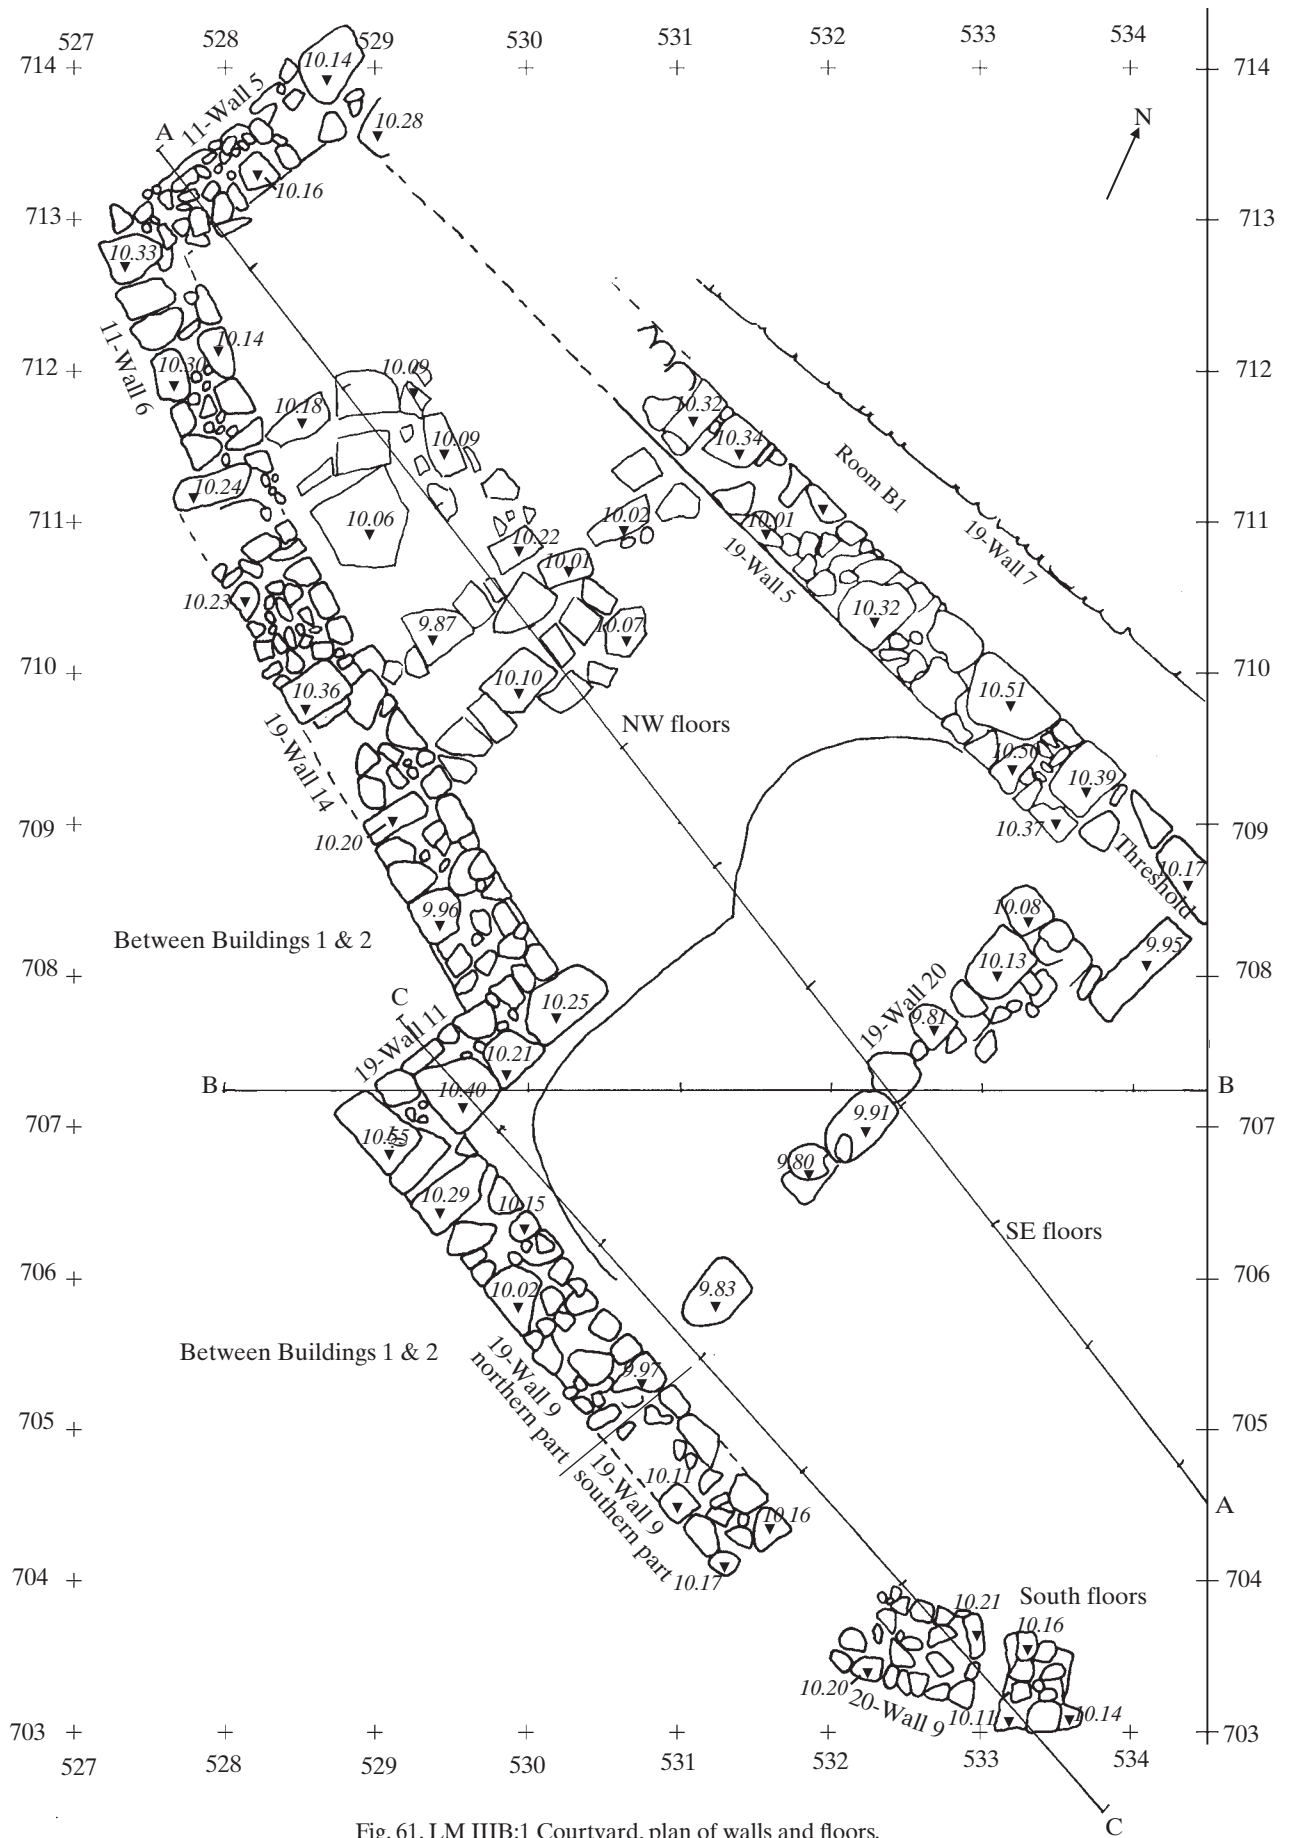 527 528 529 530 531 532 533 534
714 10.14 714
11-Wall 5
10.28
A
N
10.16
713 713
10.33
11-Wall 6
10.14
712 10.30 10.09 712
10.18 10.32
10.09 10.34
Room B1
10.24
711 10.06 10.02 10.01 711
10.22
19-Wall 7
10.01
19-Wall 5
10.23
9.87 10.07 10.32
710 710
10.36 10.10 10.51
NW floors
19-Wall 14
10.50
10.39
709 10.20 10.37 709
Threshold
10.17
9.96 10.08
Between Buildings 1 & 2
9.95
708 10.13 708
C
10.25
19-Wall 20
9.81
19-Wall 11
10.21
B 10.40 B
707 9.91 707
10.55
9.80
10.29 10.15
SE floors
706 706
10.02 9.83
Between Buildings 1 & 2
9.97
19-Wall 9
northern part
705 705
19-Wall 9
southern part
10.11
10.16
A
10.17
704 704
South floors
10.21
10.16
10.20
20-Wall 9
10.11 10.14
703 703
527 528 529 530 531 532 533 534
C
Fig. 61. LM IIIB:1 Courtyard, plan of walls and floors.